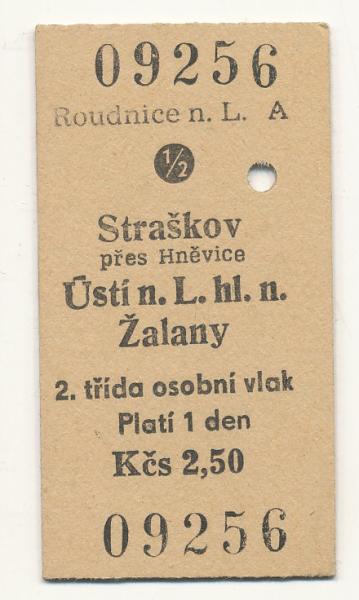 09256
Roudnice n. L. A
1/2
Straškov
přes Hněvice
Ústí n. L. hl. n.
Žalany
2. třída osobní vlak
Platí 1 den
Kčs 2,50
09256